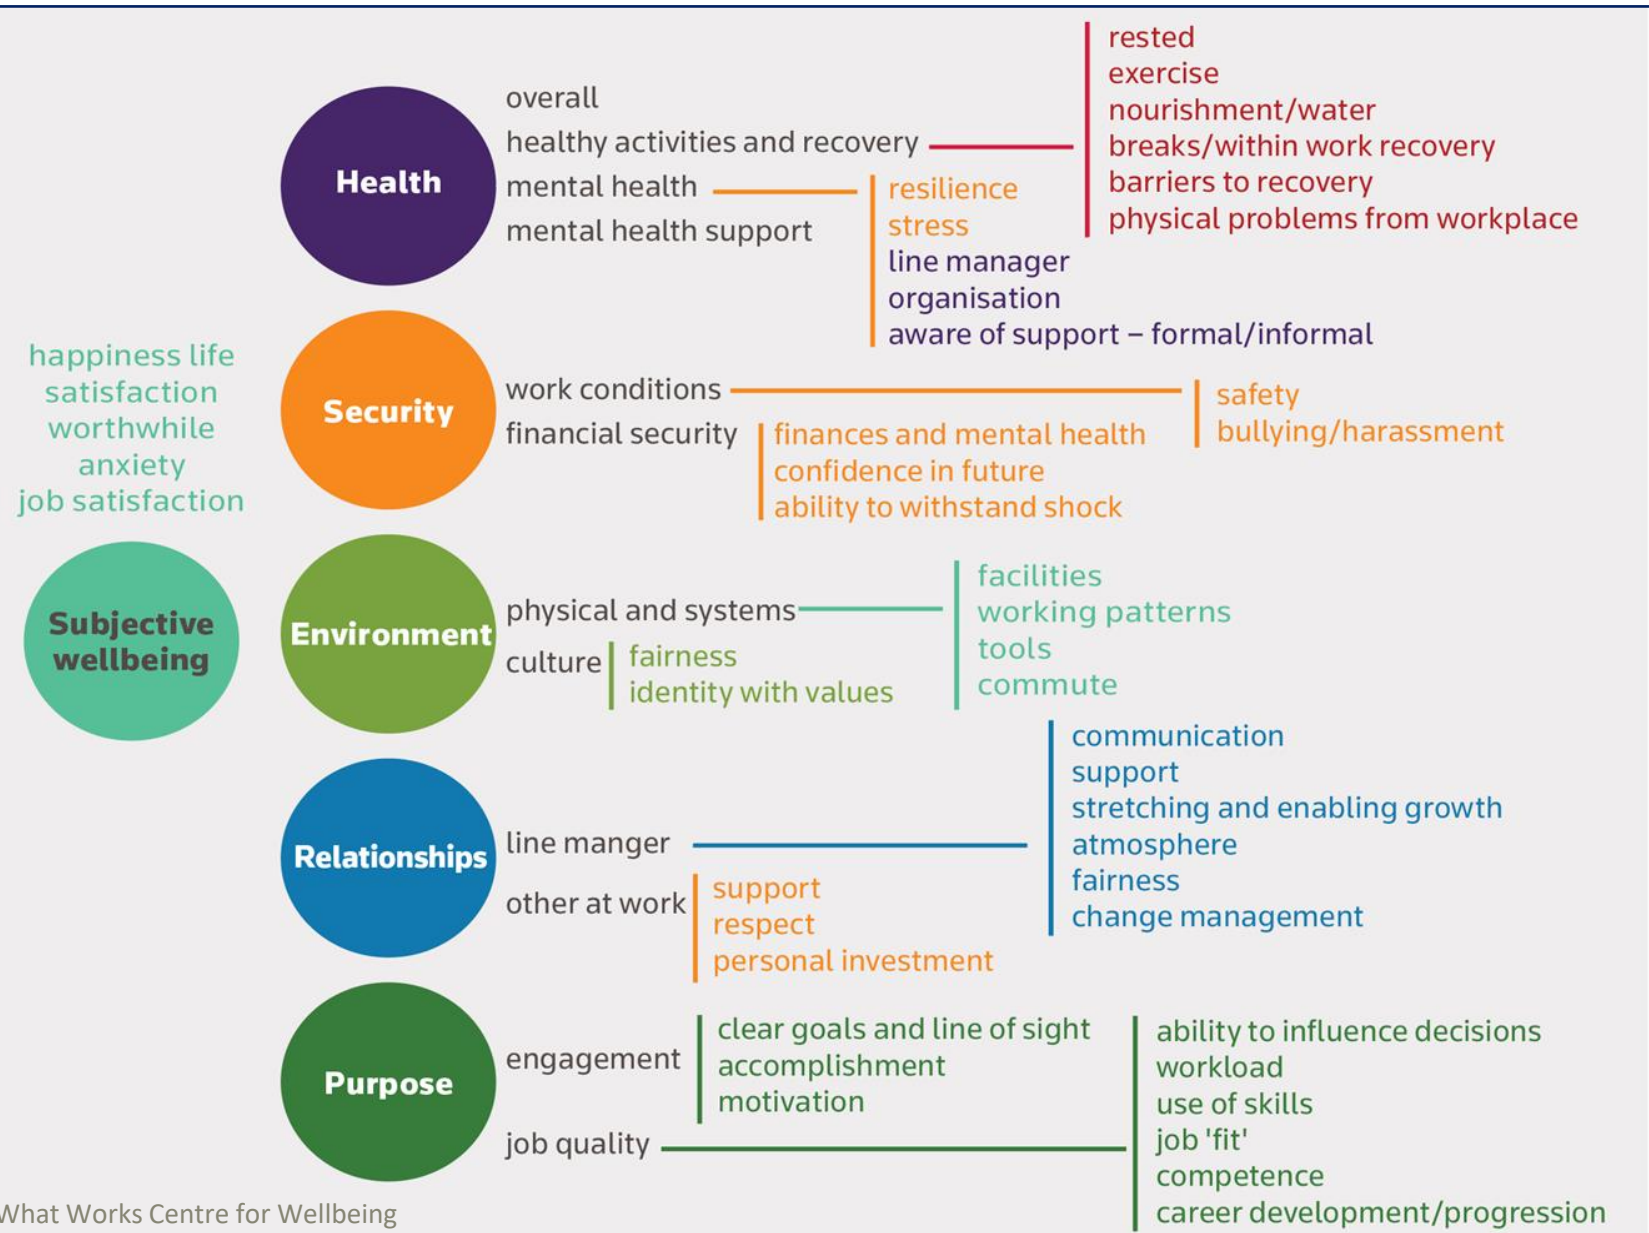 happiness life
satisfaction
worthwhile
anxiety
job satisfaction
Subjective
wellbeing
Health
overall
healthy activities and recovery
mental health
mental health support
rested
exercise
nourishment/water
breaks/within work recovery
barriers to recovery
physical problems from workplace
resilience
stress
line manager
organisation
aware of support – formal/informal
Security
work conditions
financial security
safety
bullying/harassment
finances and mental health
confidence in future
ability to withstand shock
Environment
physical and systems
culture
facilities
working patterns
tools
commute
fairness
identity with values
Relationships
line manger
other at work
communication
support
stretching and enabling growth
atmosphere
fairness
change management
support
respect
personal investment
Purpose
engagement
job quality
clear goals and line of sight
accomplishment
motivation
ability to influence decisions
workload
use of skills
job 'fit'
competence
career development/progression
What Works Centre for Wellbeing